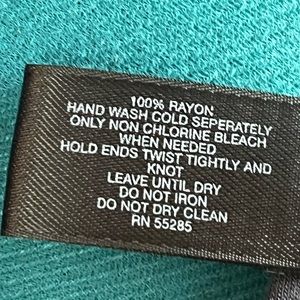 100% RAYON
HAND WASH COLD SEPERATELY
ONLY NON CHLORINE BLEACH
WHEN NEEDED
HOLD ENDS TWIST TIGHTLY AND
KNOT
LEAVE UNTIL DRY
DO NOT IRON
DO NOT DRY CLEAN
RN 55285